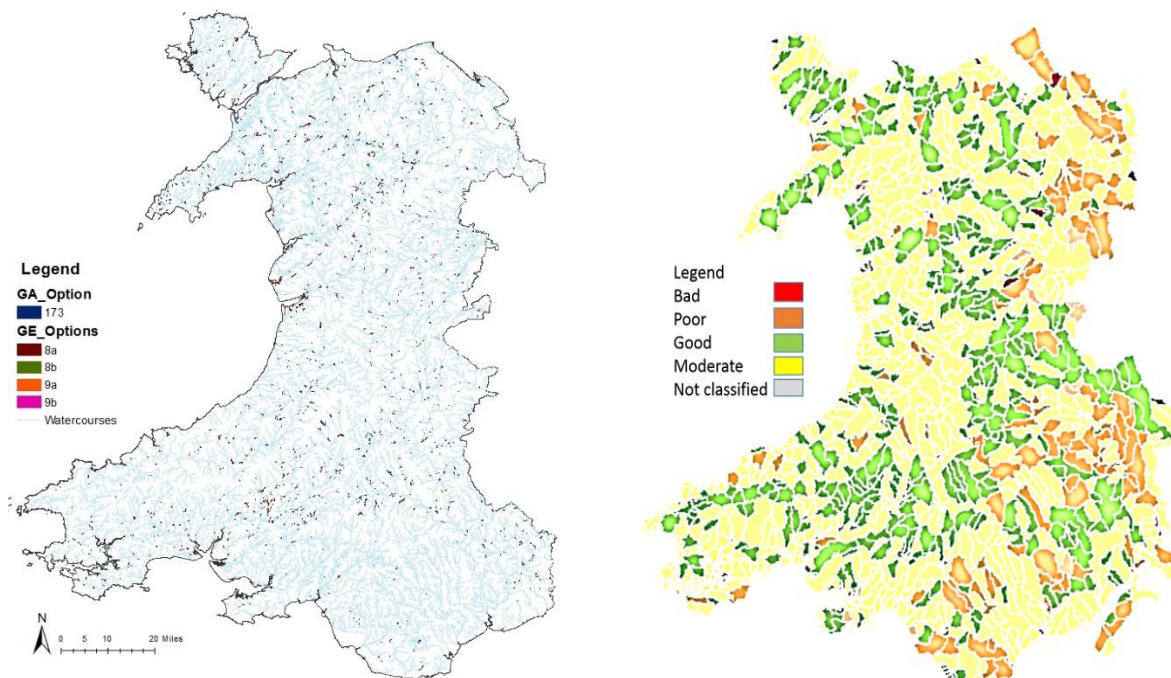 Legend
GA_Option
173
GE_Options
8a
8b
9a
9b
Watercourses
N
0 5 10 20 Miles
Legend
Bad
Poor
Good
Moderate
Not classified